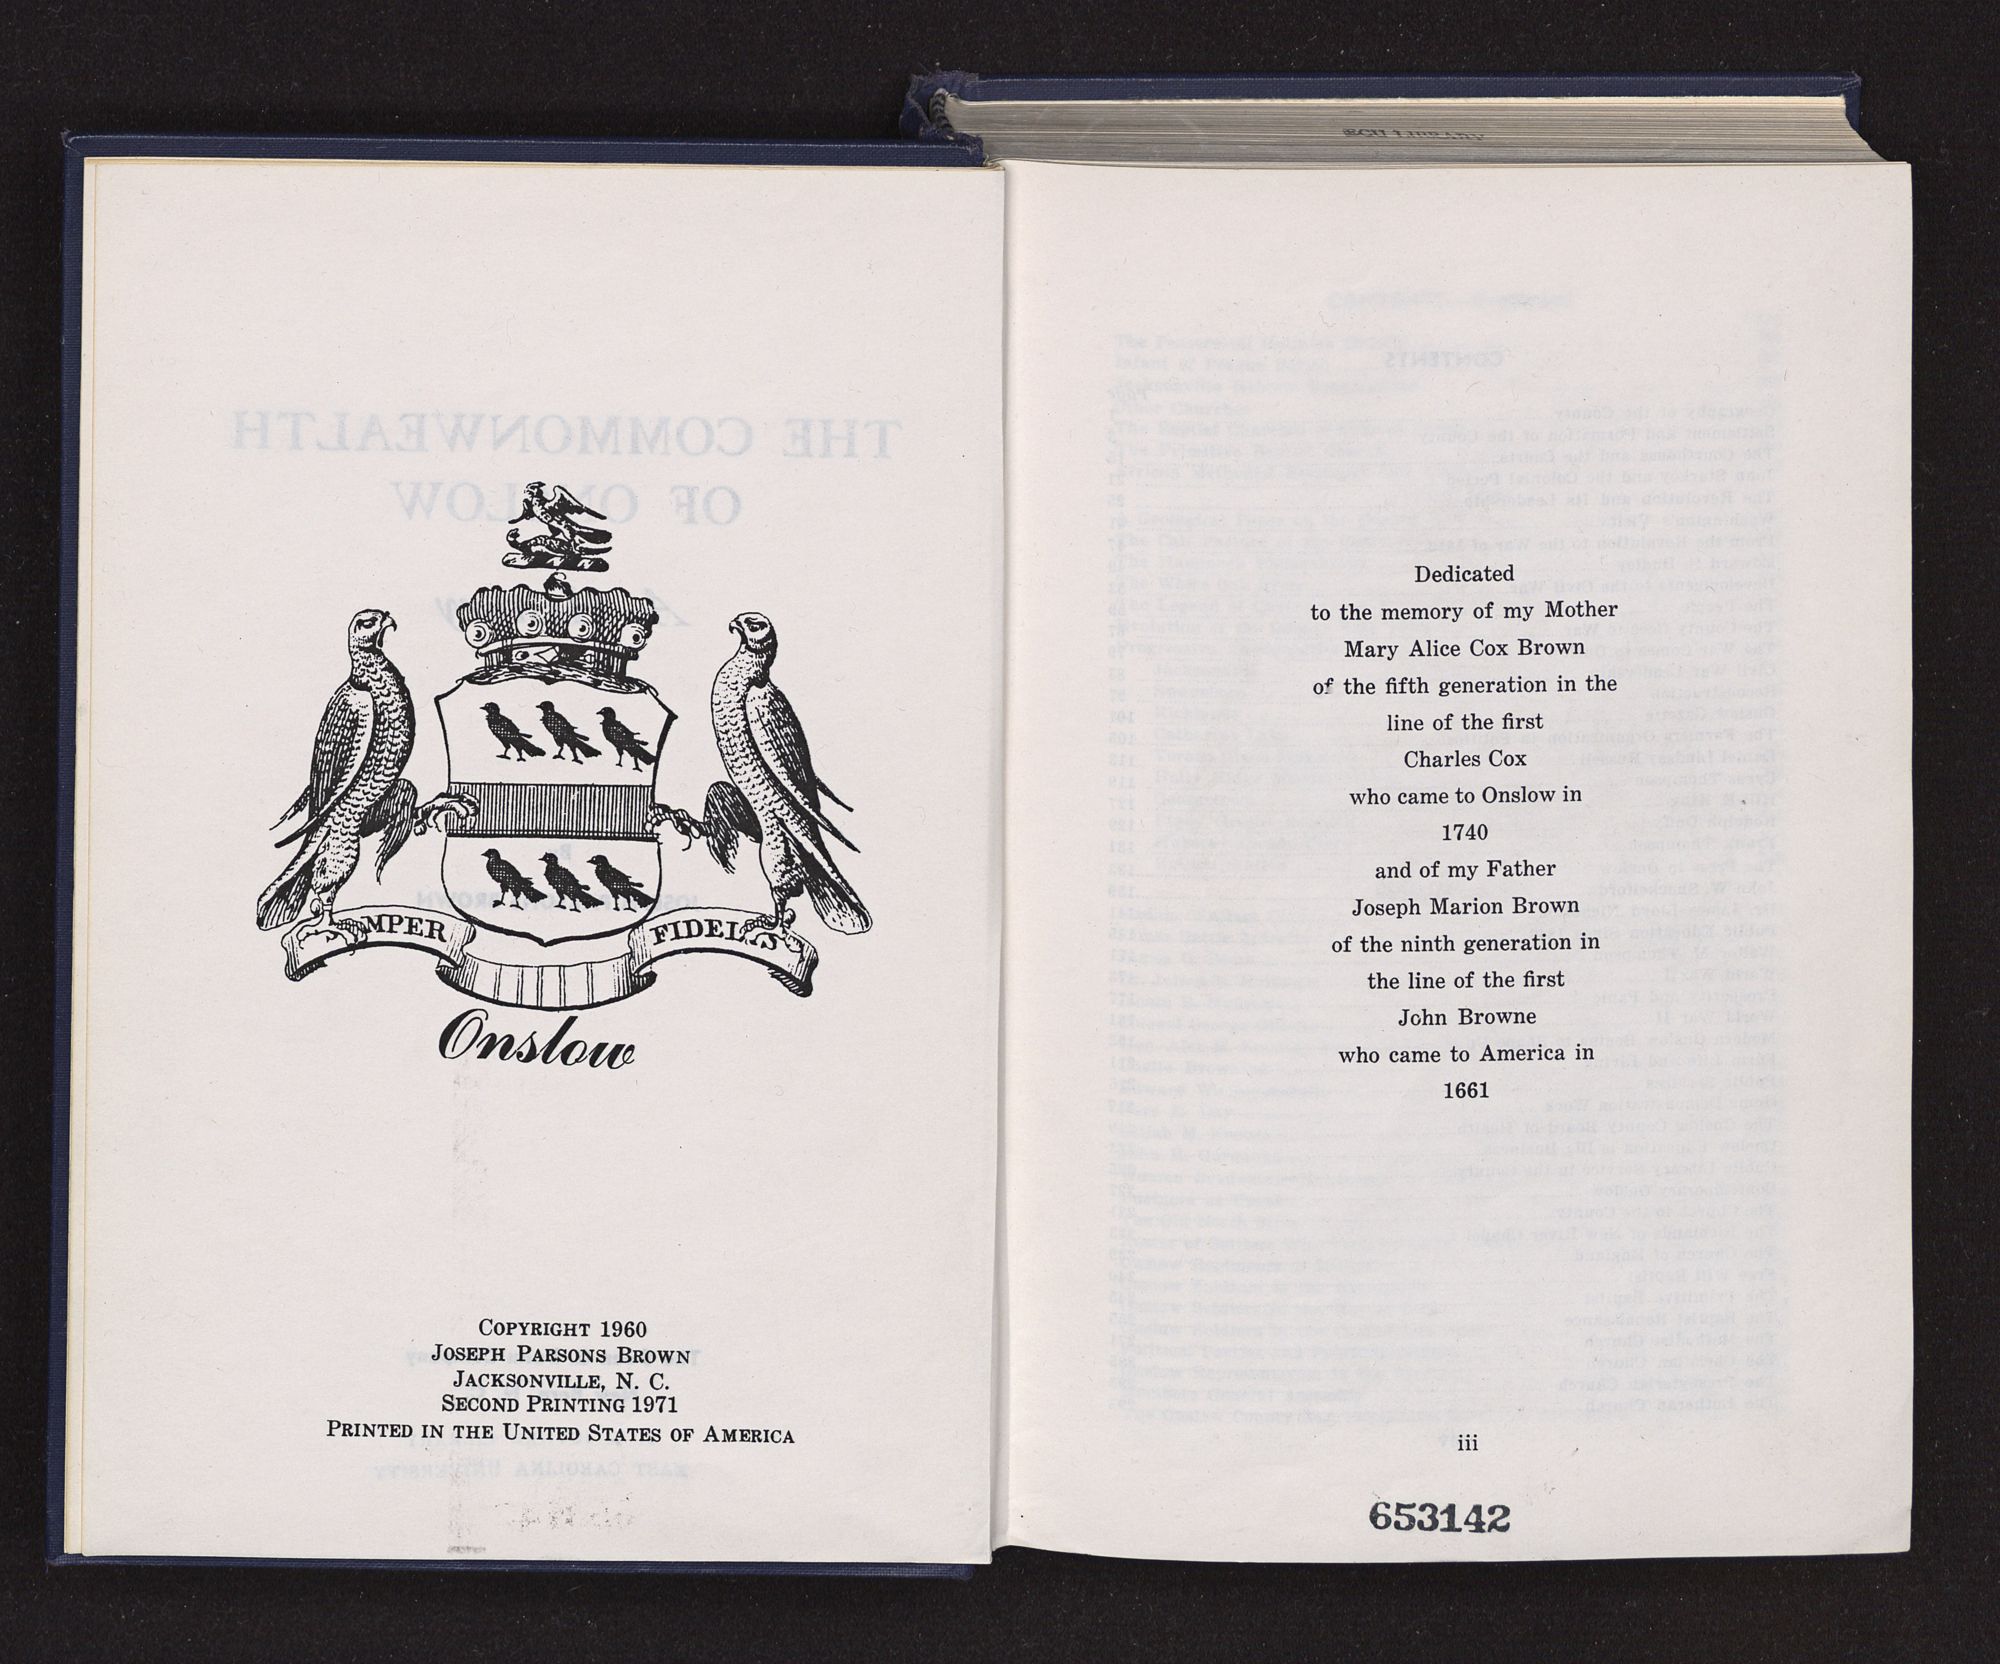 MPER FIDELIS
Onslow
COPYRIGHT 1960
JOSEPH PARSONS BROWN
JACKSONVILLE, N. C.
SECOND PRINTING 1971
PRINTED IN THE UNITED STATES OF AMERICA
ECU LIBRARY
Dedicated
to the memory of my Mother
Mary Alice Cox Brown
of the fifth generation in the
line of the first
Charles Cox
who came to Onslow in
1740
and of my Father
Joseph Marion Brown
of the ninth generation in
the line of the first
John Browne
who came to America in
1661
iii
653142